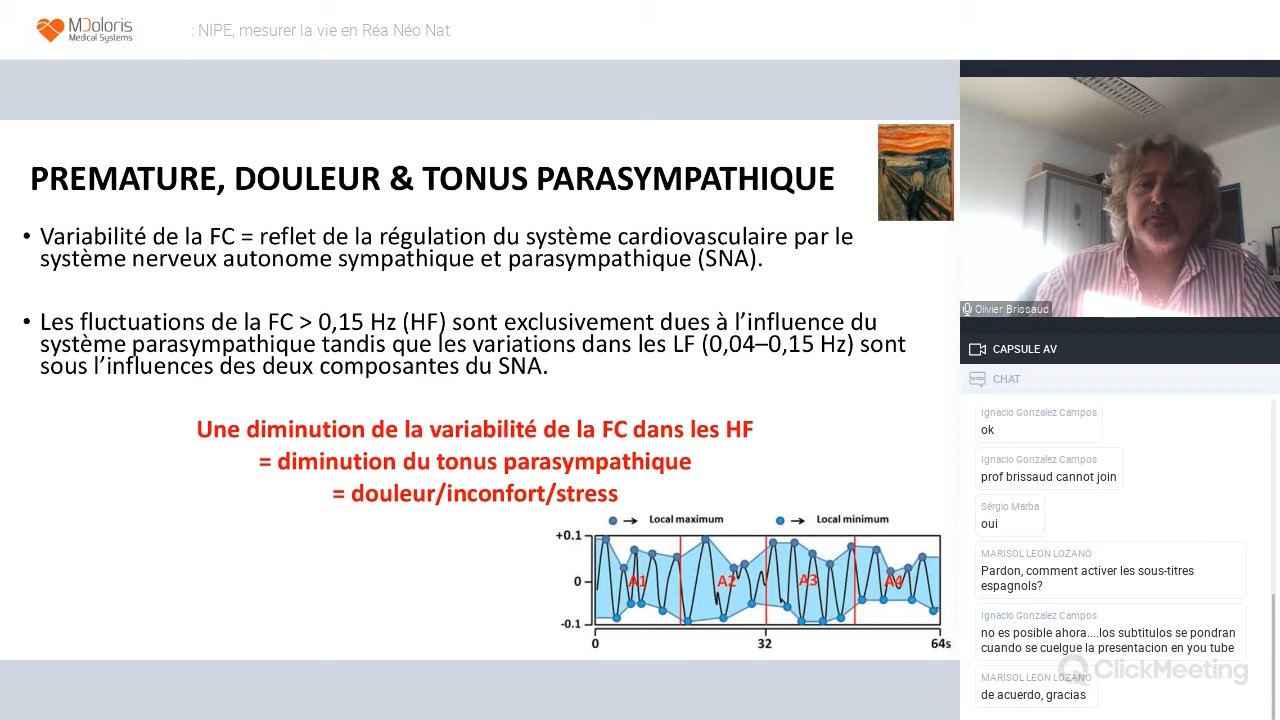 MDoloris
Medical Systems
: NIPE, mesurer la vie en Réa Néo Nat
PREMATURE, DOULEUR & TONUS PARASYMPATHIQUE
• Variabilité de la FC = reflet de la régulation du système cardiovasculaire par le
système nerveux autonome sympathique et parasympathique (SNA).
• Les fluctuations de la FC > 0,15 Hz (HF) sont exclusivement dues à l’influence du
système parasympathique tandis que les variations dans les LF (0,04–0,15 Hz) sont
sous l’influences des deux composantes du SNA.
Une diminution de la variabilité de la FC dans les HF
= diminution du tonus parasympathique
= douleur/inconfort/stress
Local maximum
Local minimum
+0.1
0
-0.1
A1
A2
A3
A4
0
32
64s
Olivier Brissaud
CAPSULE AV
CHAT
Ignacio Gonzalez Campos
ok
Ignacio Gonzalez Campos
prof brissaud cannot join
Sérgio Marba
oui
MARISOL LEON LOZANO
Pardon, comment activer les sous-titres
espagnols?
Ignacio Gonzalez Campos
no es posible ahora....los subtitulos se pondran
cuando se cuelgue la presentacion en you tube
MARISOL LEON LOZANO
de acuerdo, gracias
ClickMeeting